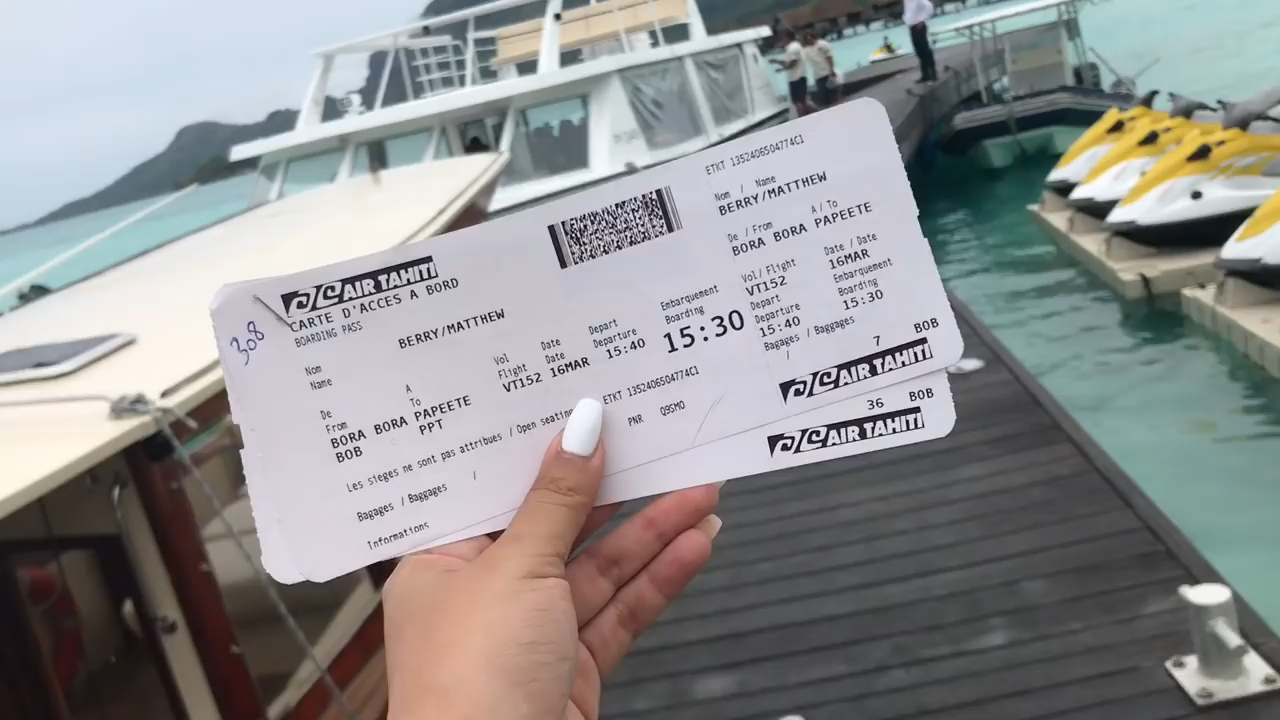 308
AIR TAHITI
CARTE D'ACCES A BORD
BOARDING PASS
Nom
Name
BERRY/MATTHEW
De
From
A
To
BORA BORA PAPEETE
BOB PPT
Vol
Flight
VT152
Date
Date
16MAR
Depart
Departure
15:40
Embarquement
Boarding
15:30
Les sieges ne sont pas attribues / Open seating
ETKT 1352406504774C1
PNR Q9SMO
Bagages / Baggages /
Informations
ETKT 1352406504774C1
Nom / Name
BERRY/MATTHEW
De / From A / To
BORA BORA PAPEETE
Vol/Flight Date / Date
VT152 16MAR
Depart Embarquement
Departure Boarding
15:40 15:30
Bagages / Baggages
/
7 BOB
AIR TAHITI
36 BOB
AIR TAHITI